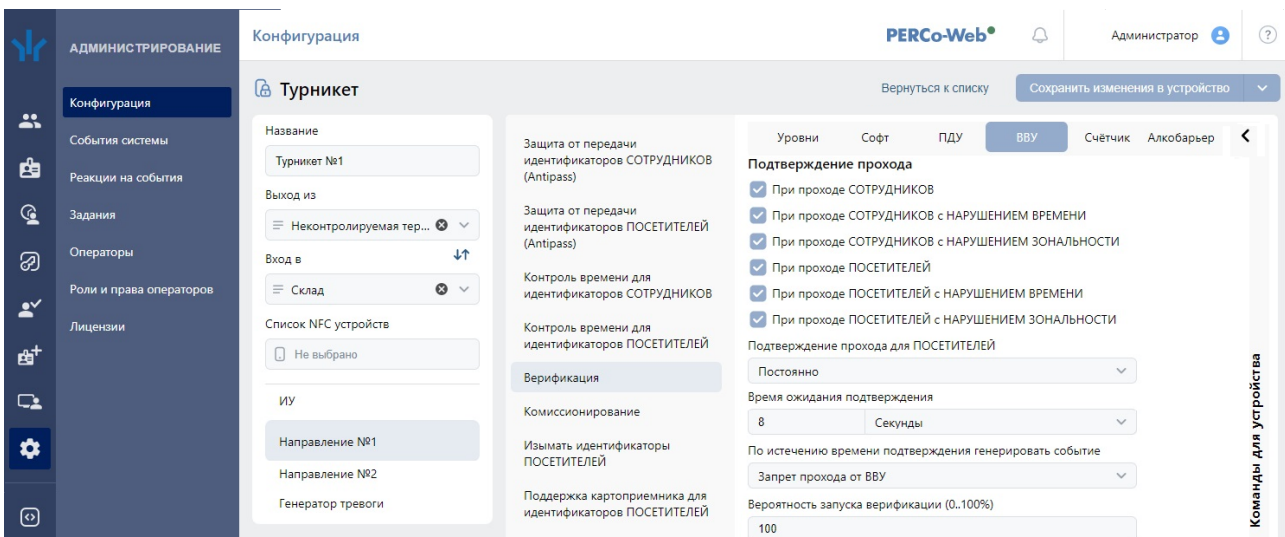 АДМИНИСТРИРОВАНИЕ
Конфигурация
События системы
Реакции на события
Задания
Операторы
Роли и права операторов
Лицензии
Конфигурация
PERCo-Web
Администратор
?
Турникет
Вернуться к списку
Сохранить изменения в устройство
Название
Турникет №1
Выход из
Неконтролируемая тер...
Вход в
Склад
Список NFC устройств
Не выбрано
ИУ
Направление №1
Направление №2
Генератор тревоги
Защита от передачи
идентификаторов СОТРУДНИКОВ
(Antipass)
Защита от передачи
идентификаторов ПОСЕТИТЕЛЕЙ
(Antipass)
Контроль времени для
идентификаторов СОТРУДНИКОВ
Контроль времени для
идентификаторов ПОСЕТИТЕЛЕЙ
Верификация
Комиссионирование
Изымать идентификаторы
ПОСЕТИТЕЛЕЙ
Поддержка картоприемника для
идентификаторов ПОСЕТИТЕЛЕЙ
Уровни Софт ПДУ ВВУ Счётчик Алкобарьер
Подтверждение прохода
При проходе СОТРУДНИКОВ
При проходе СОТРУДНИКОВ с НАРУШЕНИЕМ ВРЕМЕНИ
При проходе СОТРУДНИКОВ с НАРУШЕНИЕМ ЗОНАЛЬНОСТИ
При проходе ПОСЕТИТЕЛЕЙ
При проходе ПОСЕТИТЕЛЕЙ с НАРУШЕНИЕМ ВРЕМЕНИ
При проходе ПОСЕТИТЕЛЕЙ с НАРУШЕНИЕМ ЗОНАЛЬНОСТИ
Подтверждение прохода для ПОСЕТИТЕЛЕЙ
Постоянно
Время ожидания подтверждения
8 Секунды
По истечению времени подтверждения генерировать событие
Запрет прохода от ВВУ
Вероятность запуска верификации (0..100%)
100
Команды для устройства